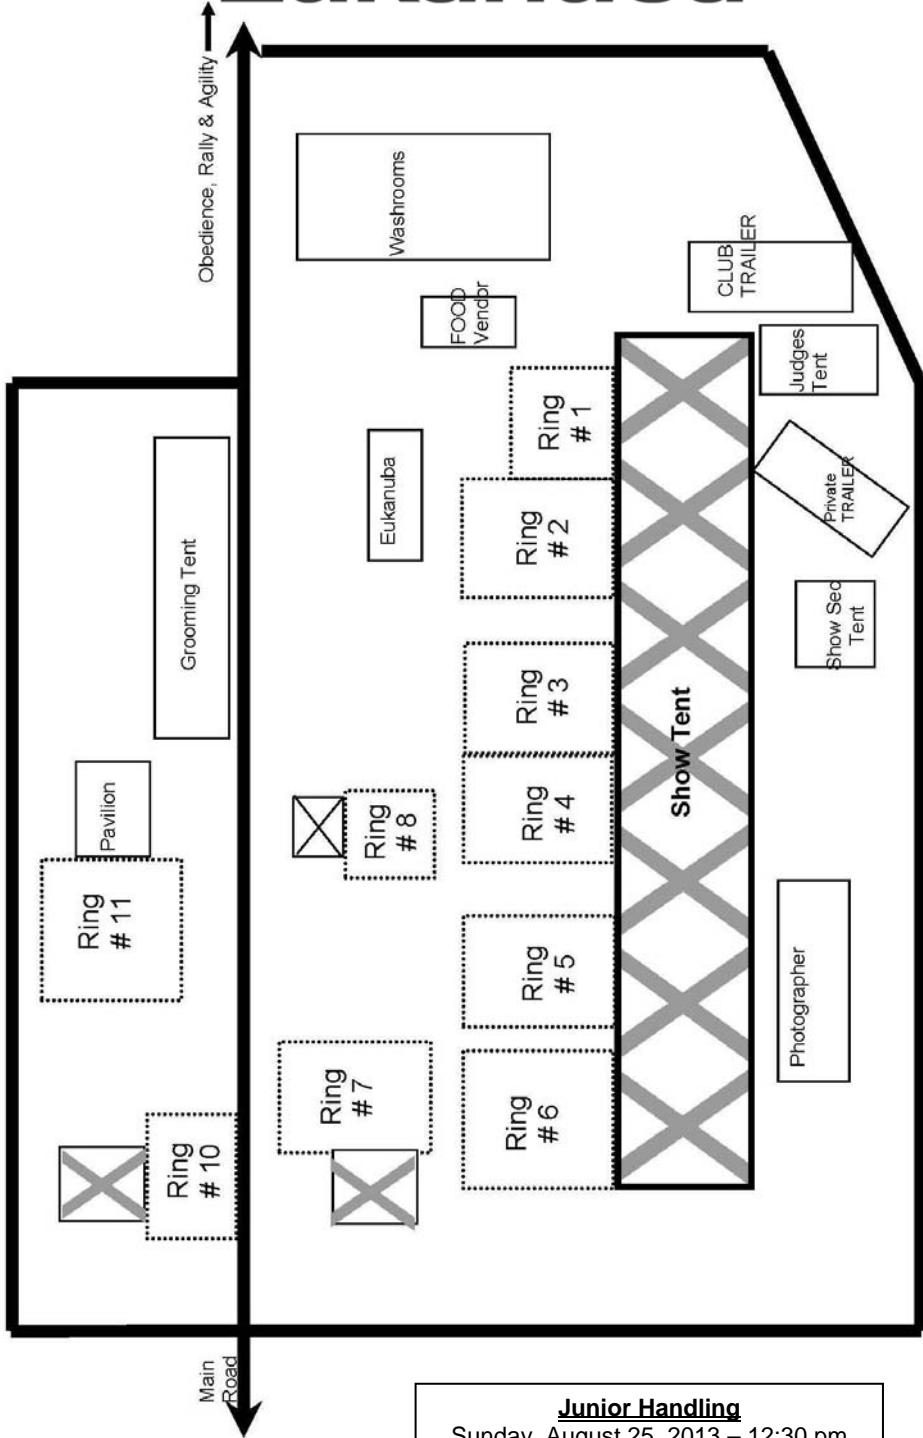 Obedience, Rally & Agility
Washrooms
FOOD
Vendor
CLUB
TRAILER
Judges
Tent
Private
TRAILER
Show Sec
Tent
Eukanuba
Grooming Tent
Pavilion
Ring
# 1
Ring
# 2
Ring
# 3
Ring
# 4
Ring
# 5
Ring
# 6
Ring
# 7
Ring
# 8
Ring
# 10
Ring
# 11
Show Tent
Photographer
Main
Road
Junior Handling
Sunday, August 25, 2013 – 12:30 pm